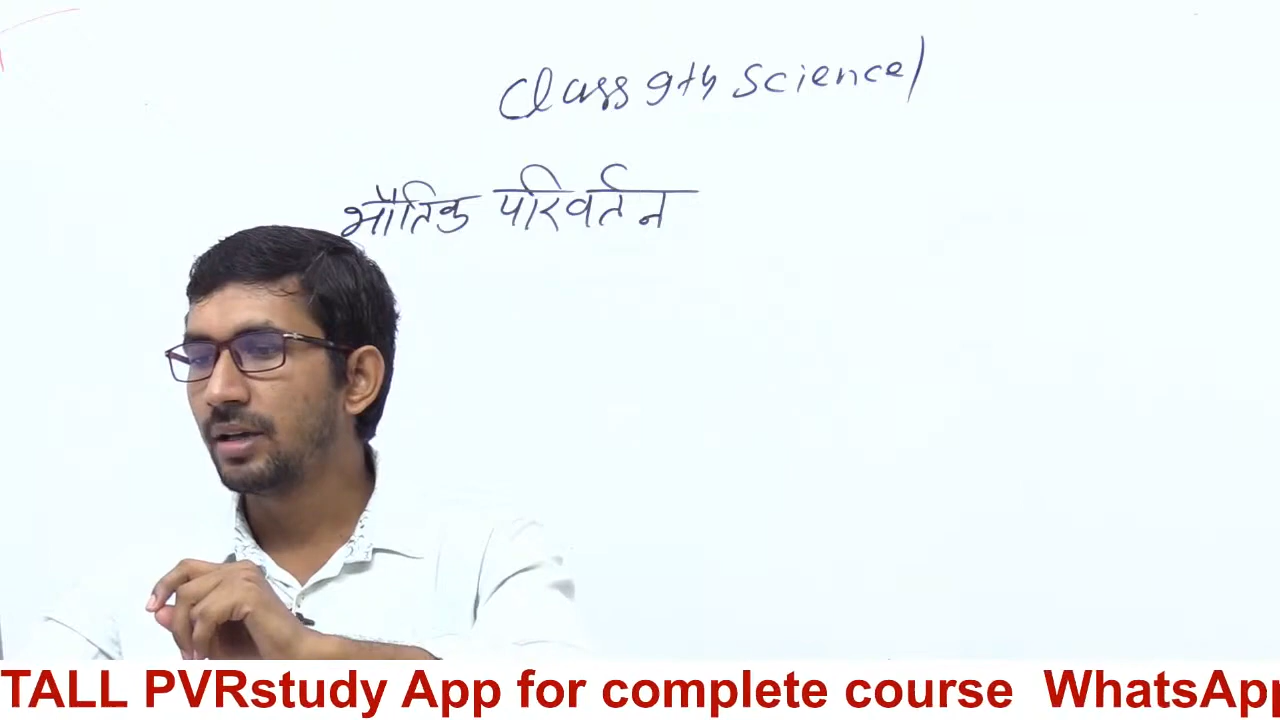 Class 9th Science
भौतिक परिवर्तन
TALL PVRstudy App for complete course WhatsApp